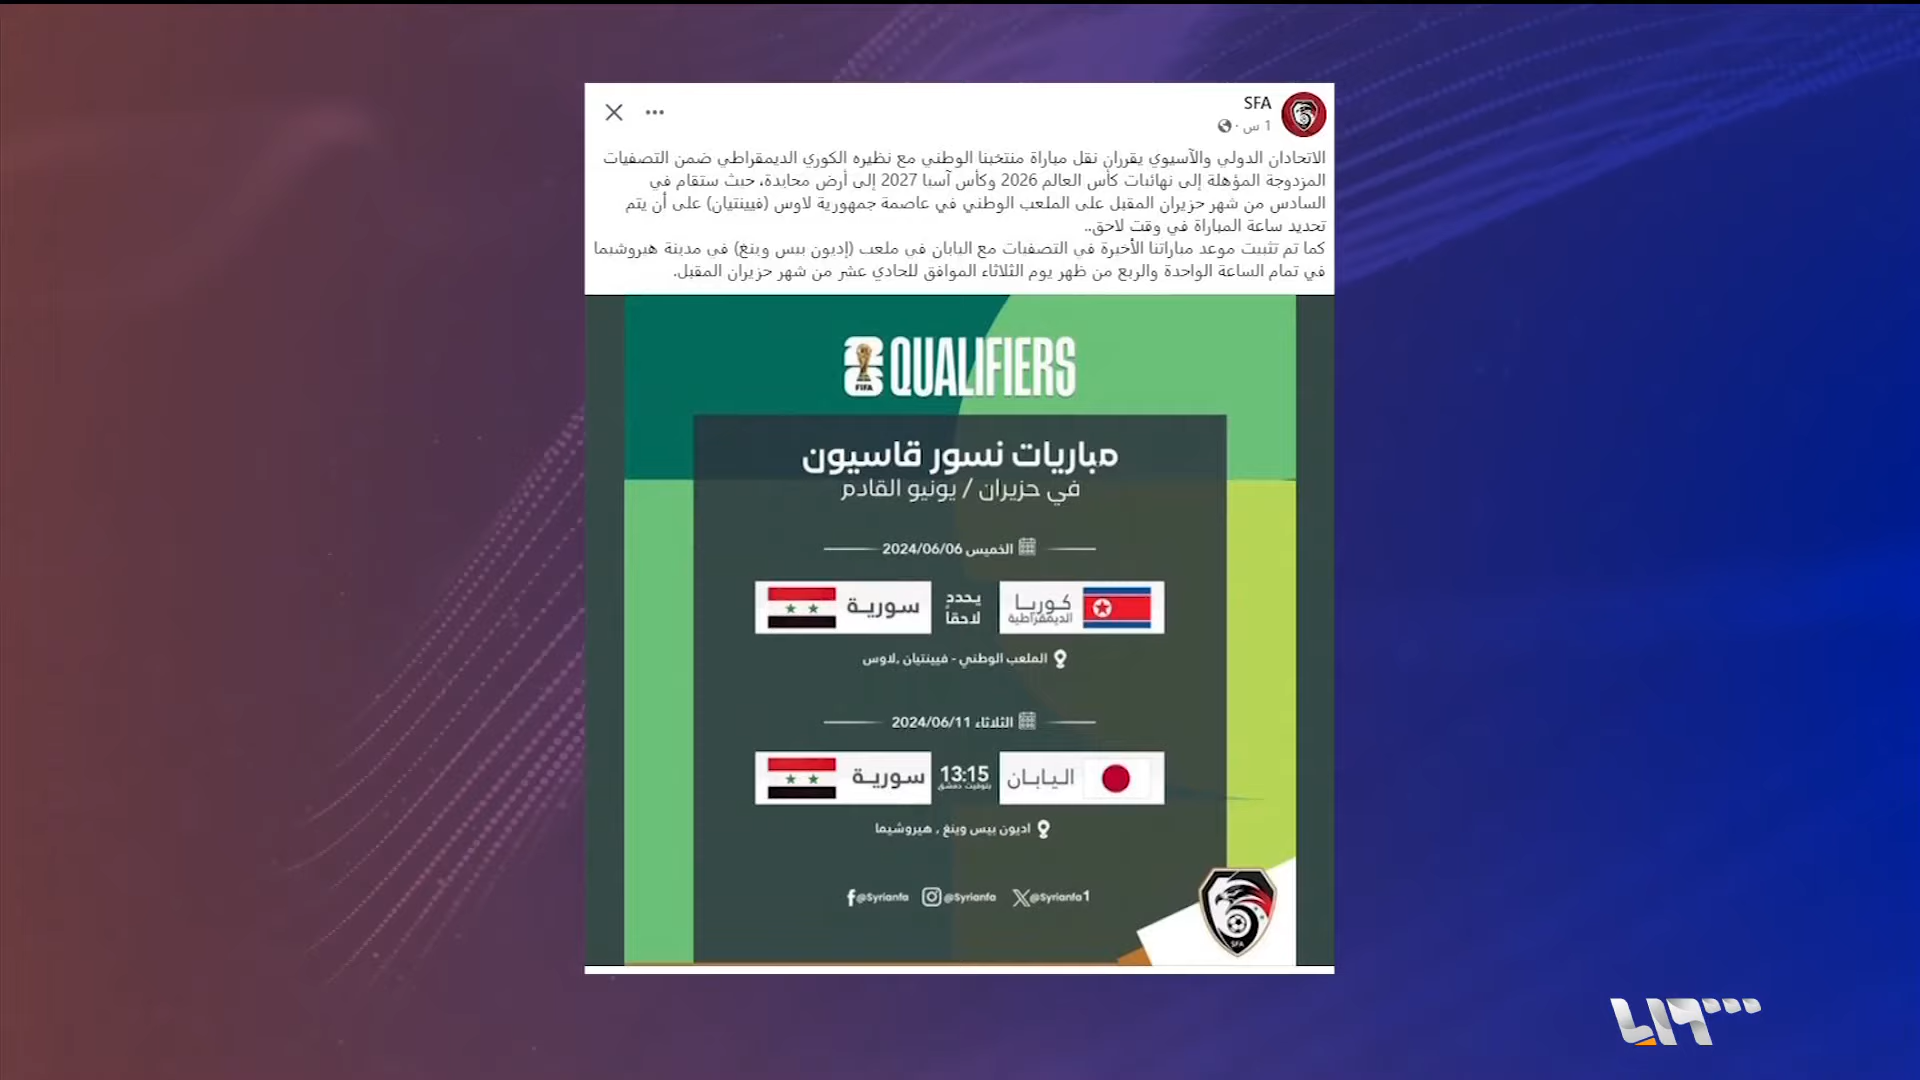 SFA
1 س
الاتحادان الدولي والآسيوي يقرران نقل مباراة منتخبنا الوطني مع نظيره الكوري الديمقراطي ضمن التصفيات
المزدوجة المؤهلة إلى نهائيات كأس العالم 2026 وكأس آسيا 2027 إلى أرض محايدة، حيث ستقام في
السادس من شهر حزيران المقبل على الملعب الوطني في عاصمة جمهورية لاوس (فيينتيان) على أن يتم
تحديد ساعة المباراة في وقت لاحق..
كما تم تثبيت موعد مباراتنا الأخيرة في التصفيات مع اليابان في ملعب (إديون بيس وينغ) في مدينة هيروشيما
في تمام الساعة الواحدة والربع من ظهر يوم الثلاثاء الموافق للحادي عشر من شهر حزيران المقبل.
FIFA
QUALIFIERS
مباريات نسور قاسيون
في حزيران / يونيو القادم
الخميس 2024/06/06
كوريا
الديمقراطية
يحدد
لاحقاً
سورية
الملعب الوطني - فيينتيان ,لاوس
الثلاثاء 2024/06/11
اليابان
13:15
بتوقيت دمشق
سورية
اديون بيس وينغ , هيروشيما
@Syrianfa @Syrianfa @Syrianfa1
SFA